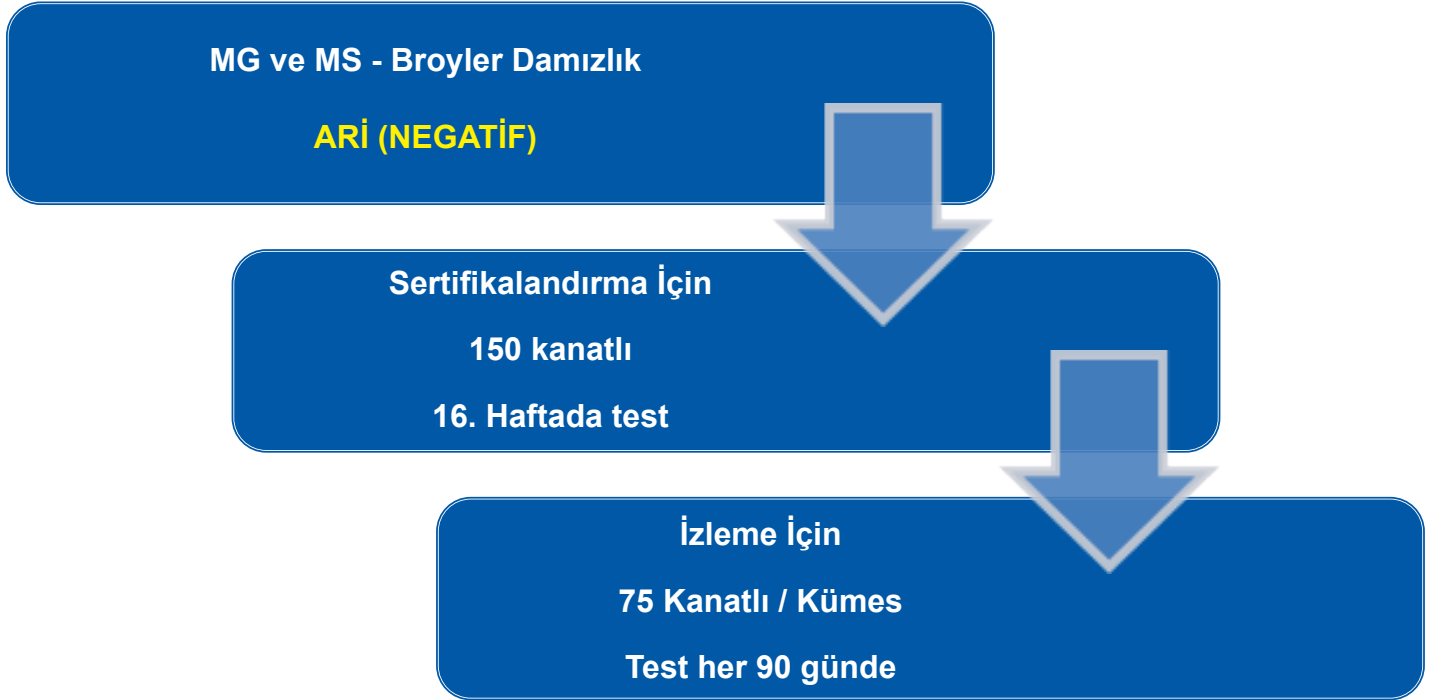 MG ve MS - Broyler Damızlık
ARİ (NEGATİF)
Sertifikalandırma İçin
150 kanatlı
16. Haftada test
İzleme İçin
75 Kanatlı / Kümes
Test her 90 günde